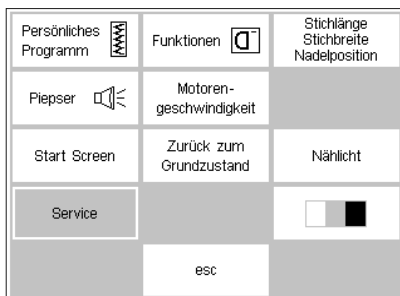 Persönliches
Programm
Funktionen
Stichlänge
Stichbreite
Nadelposition
Piepser
Motoren-
geschwindigkeit
Start Screen
Zurück zum
Grundzustand
Nählicht
Service
esc